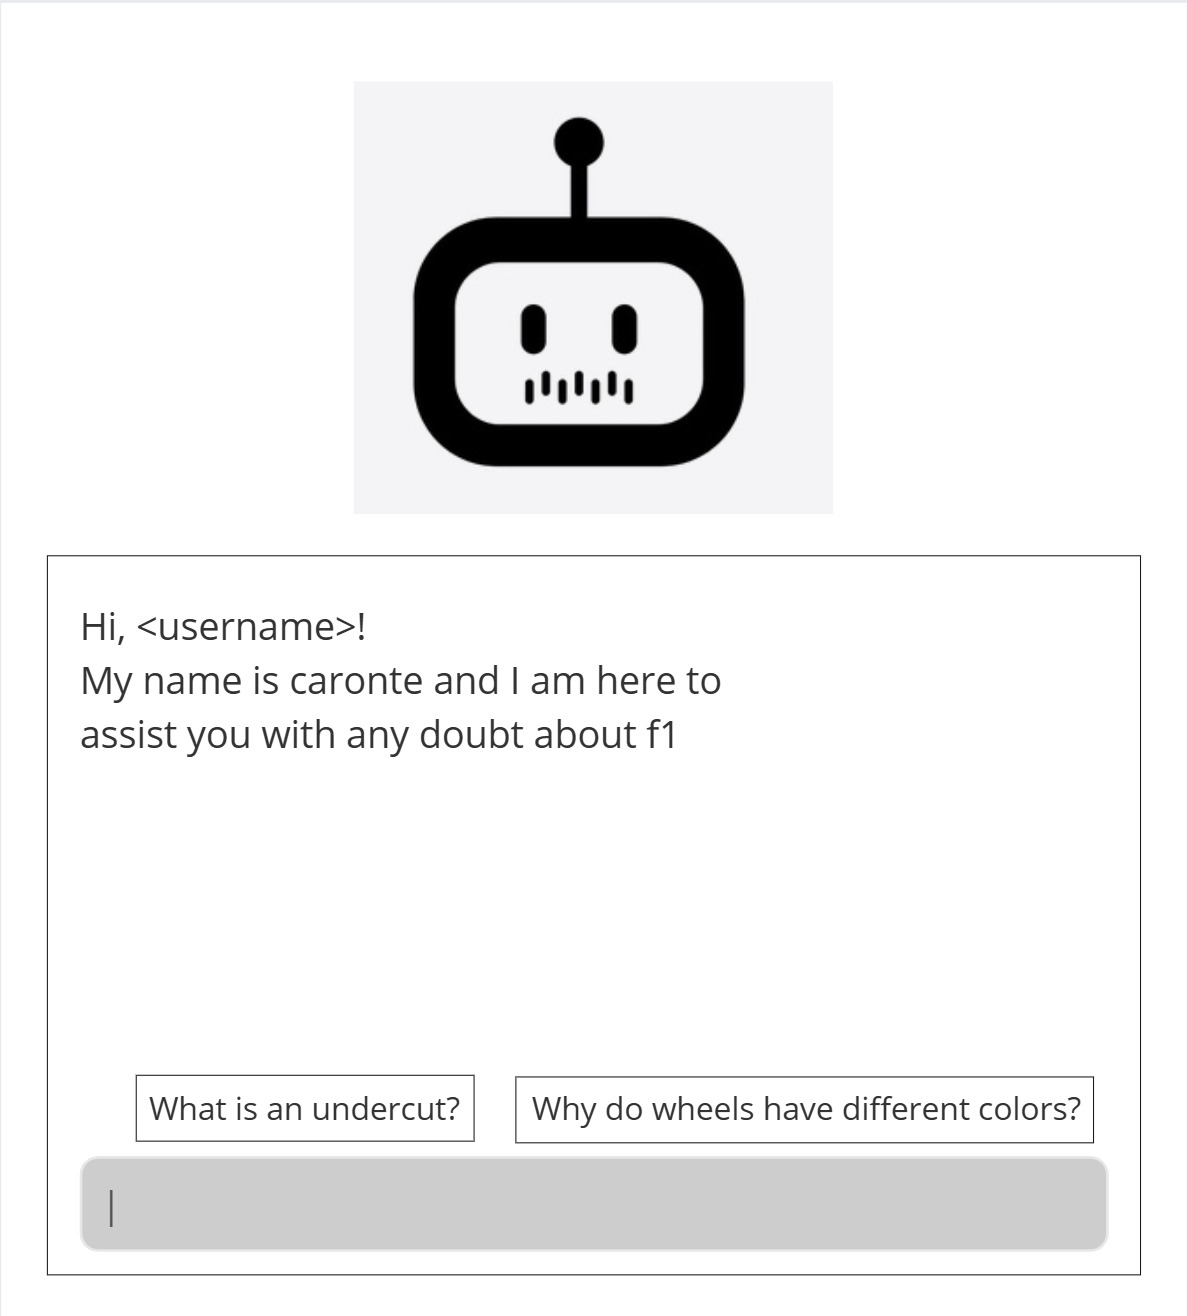 Hi, <username>!
My name is caronte and I am here to
assist you with any doubt about f1
What is an undercut?
Why do wheels have different colors?